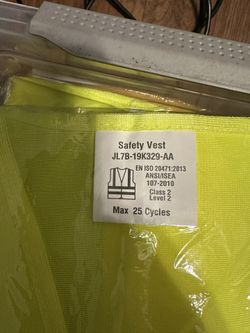 Safety Vest
JL7B-19K329-AA
EN ISO 20471:2013
ANSI/ISEA
107-2010
Class 2
Level 2
Max 25 Cycles